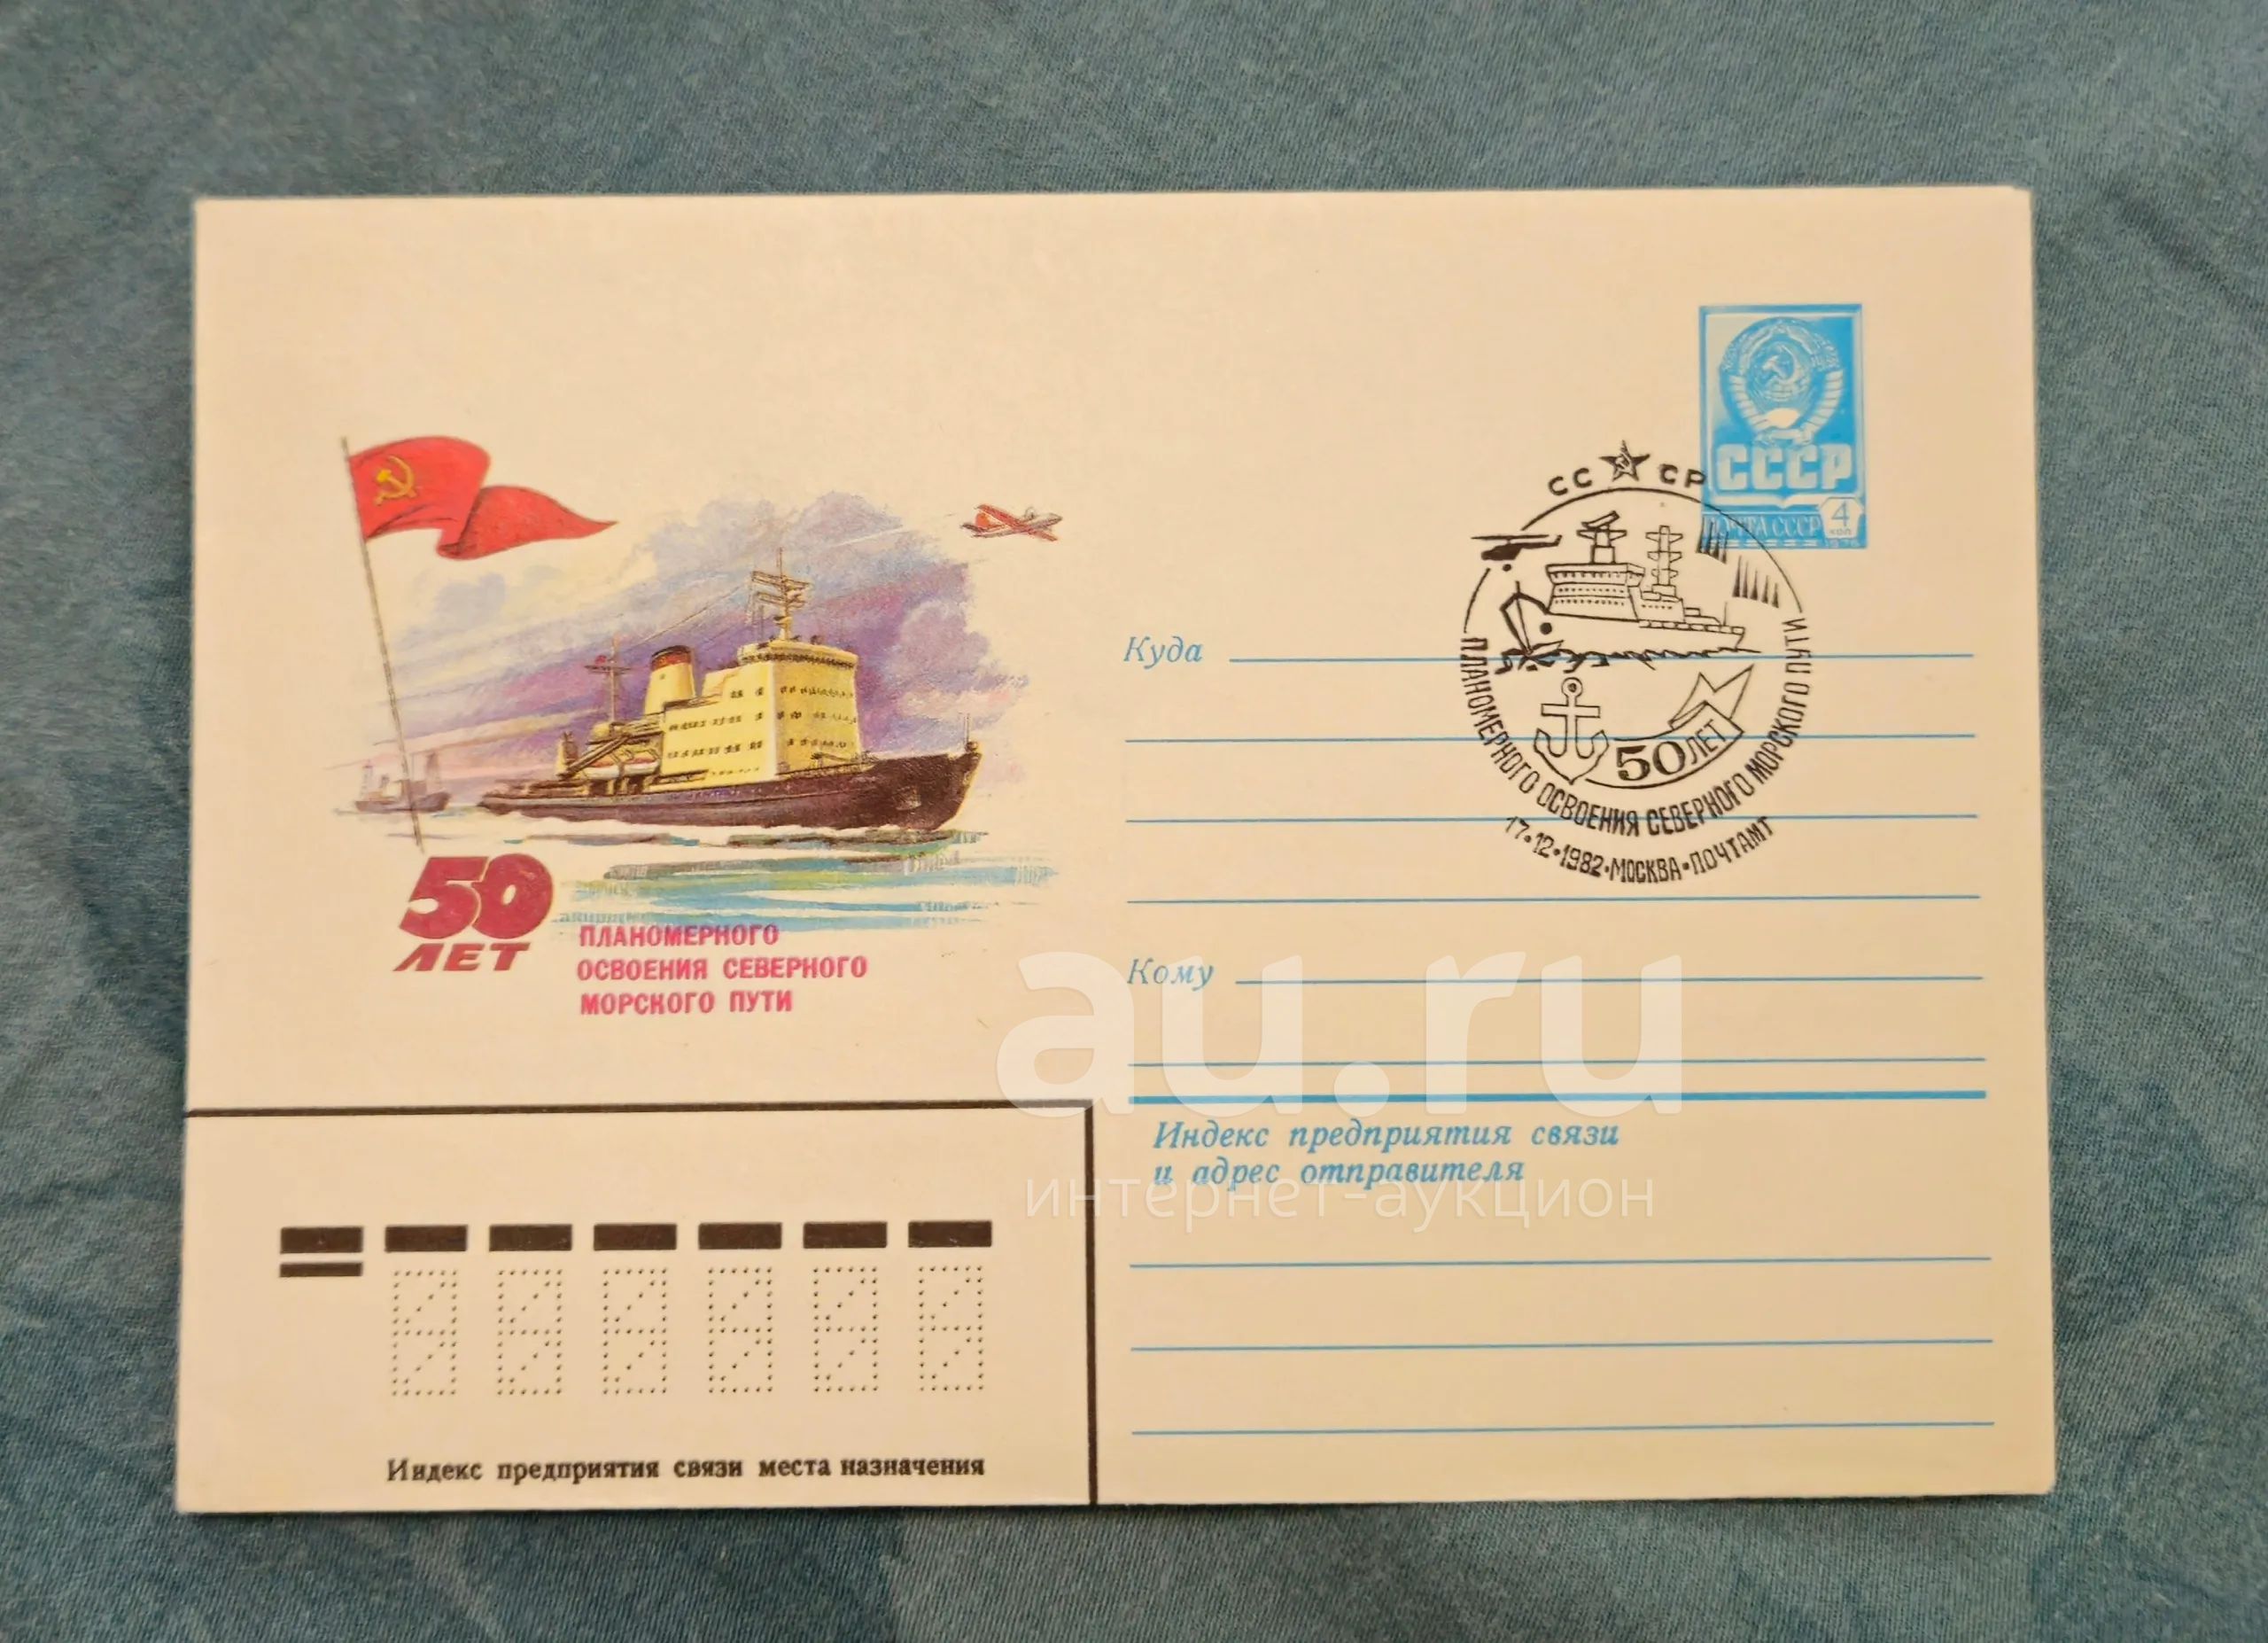 СССР
ПОЧТА СССР
4
коп
1976
СС СР
ПЛАНОМЕРНОГО ОСВОЕНИЯ СЕВЕРНОГО МОРСКОГО ПУТИ
50 ЛЕТ
17•12•1982•МОСКВА•ПОЧТАМТ
50
ЛЕТ
ПЛАНОМЕРНОГО
ОСВОЕНИЯ СЕВЕРНОГО
МОРСКОГО ПУТИ
Куда
Кому
au.ru
интернет-аукцион
Индекс предприятия связи
и адрес отправителя
Индекс предприятия связи места назначения